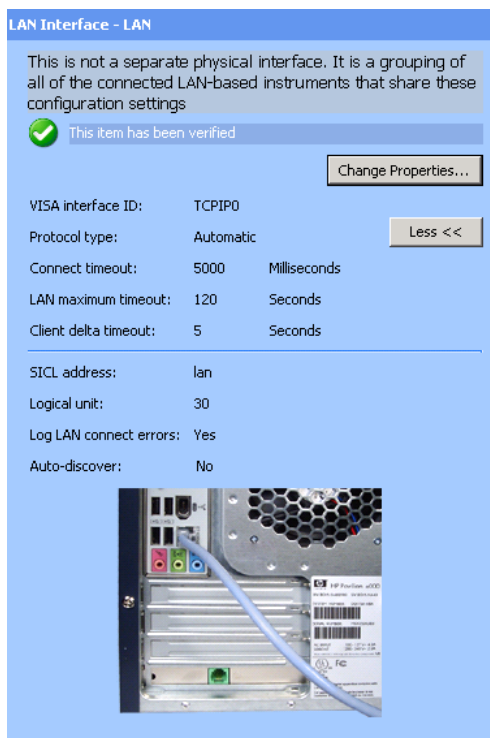 LAN Interface - LAN
This is not a separate physical interface. It is a grouping of
all of the connected LAN-based instruments that share these
configuration settings
This item has been verified
Change Properties...
VISA interface ID: TCPIP0
Protocol type: Automatic
Less <<
Connect timeout: 5000 Milliseconds
LAN maximum timeout: 120 Seconds
Client delta timeout: 5 Seconds
SICL address: lan
Logical unit: 30
Log LAN connect errors: Yes
Auto-discover: No
HP Pavilion